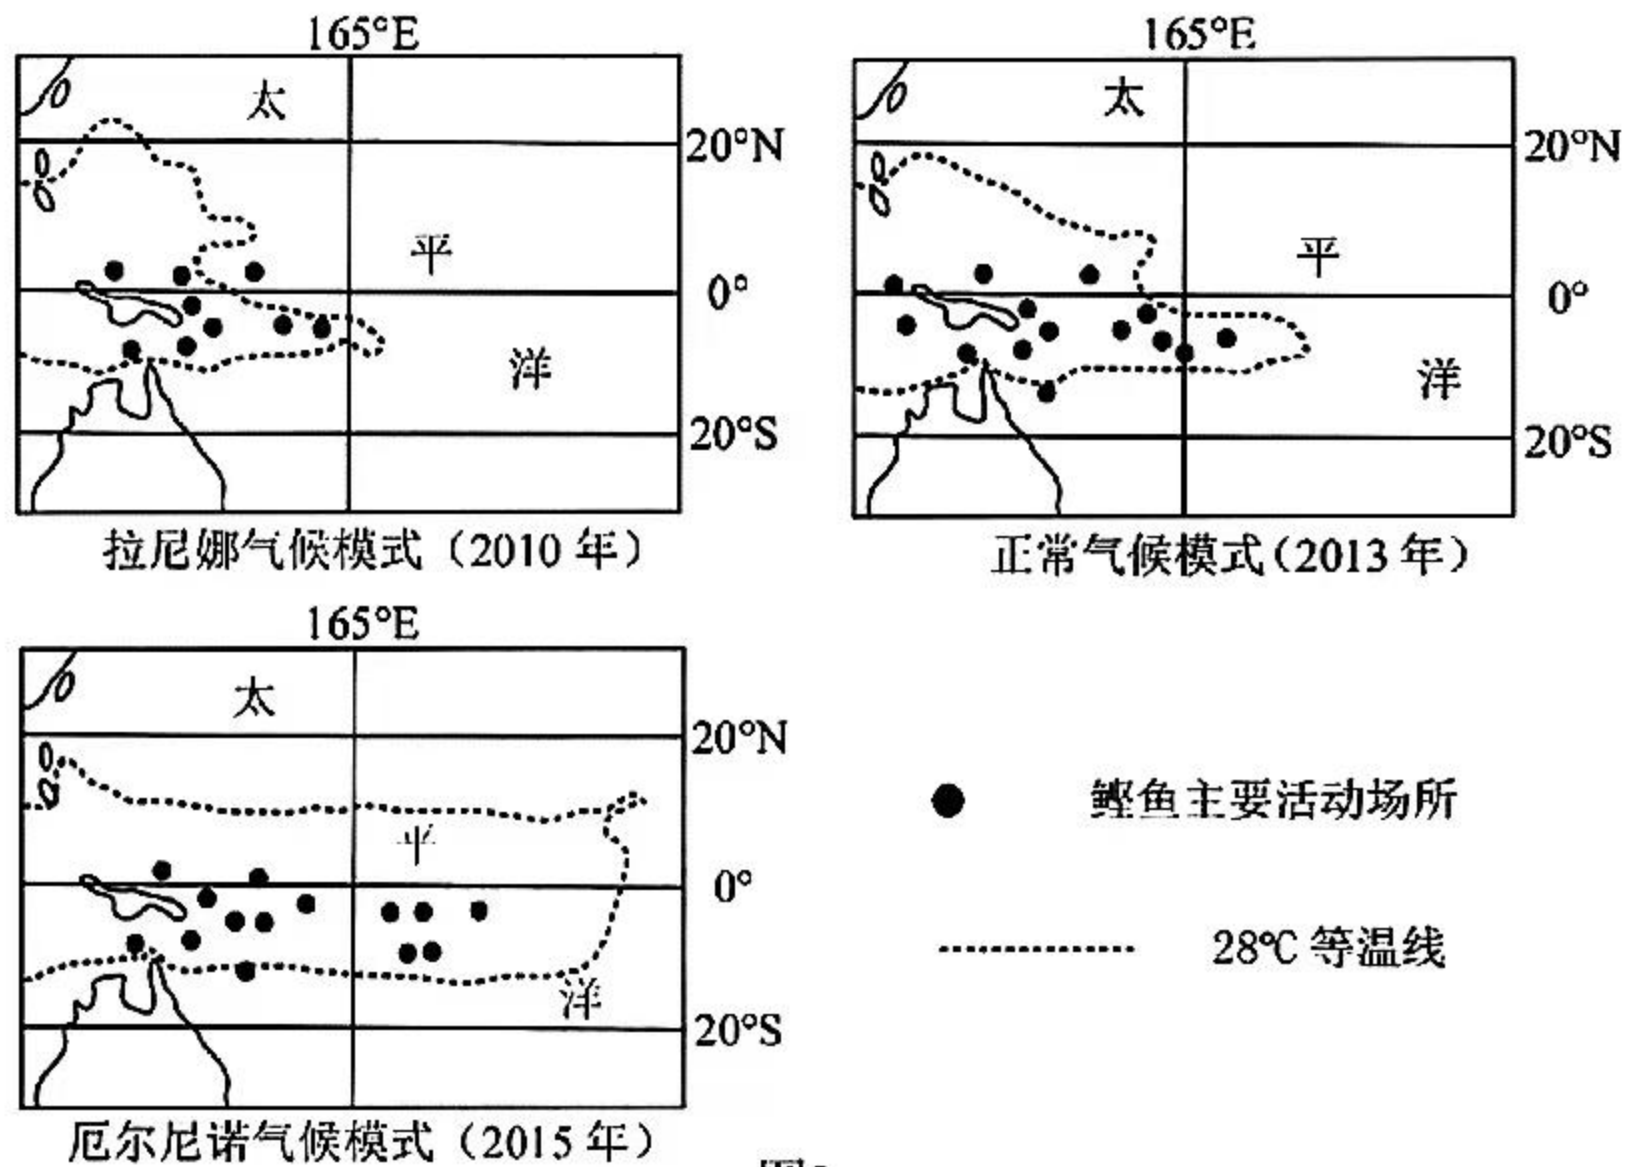 165°E
太
20°N
平
0°
洋
20°S
拉尼娜气候模式（2010 年）
165°E
太
20°N
平
0°
洋
20°S
正常气候模式（2013 年）
165°E
太
20°N
平
0°
洋
20°S
厄尔尼诺气候模式（2015 年）
鲣鱼主要活动场所
28℃ 等温线